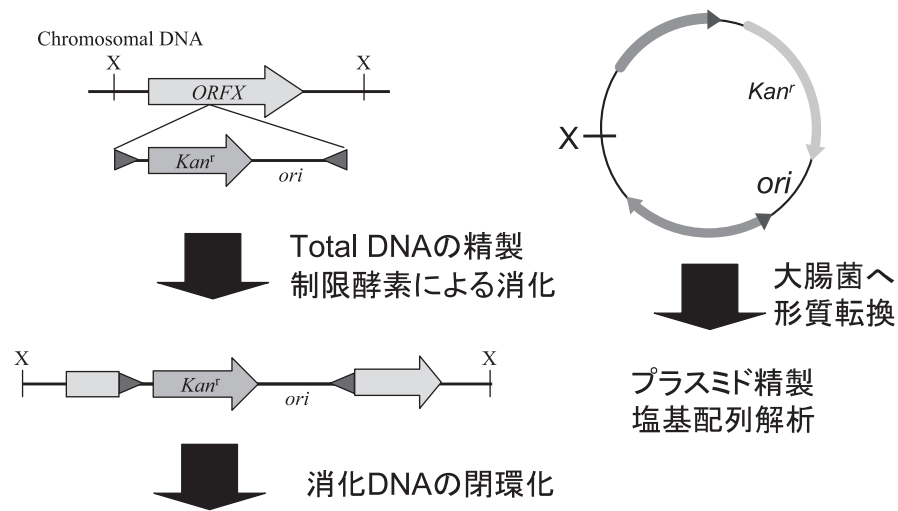 Chromosomal DNA
X X
ORFX
Kanʳ
ori
Total DNAの精製
制限酵素による消化
X X
Kanʳ
ori
消化DNAの閉環化
Kanʳ
X
ori
大腸菌へ
形質転換
プラスミド精製
塩基配列解析